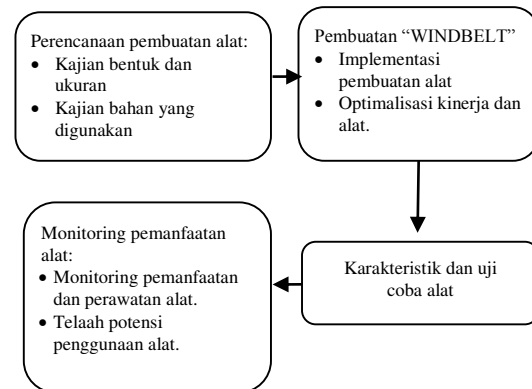 Perencanaan pembuatan alat:
• Kajian bentuk dan
ukuran
• Kajian bahan yang
digunakan
Pembuatan “WINDBELT”
• Implementasi
pembuatan alat
• Optimalisasi kinerja dan
alat.
Karakteristik dan uji
coba alat
Monitoring pemanfaatan
alat:
• Monitoring pemanfaatan
dan perawatan alat.
• Telaah potensi
penggunaan alat.